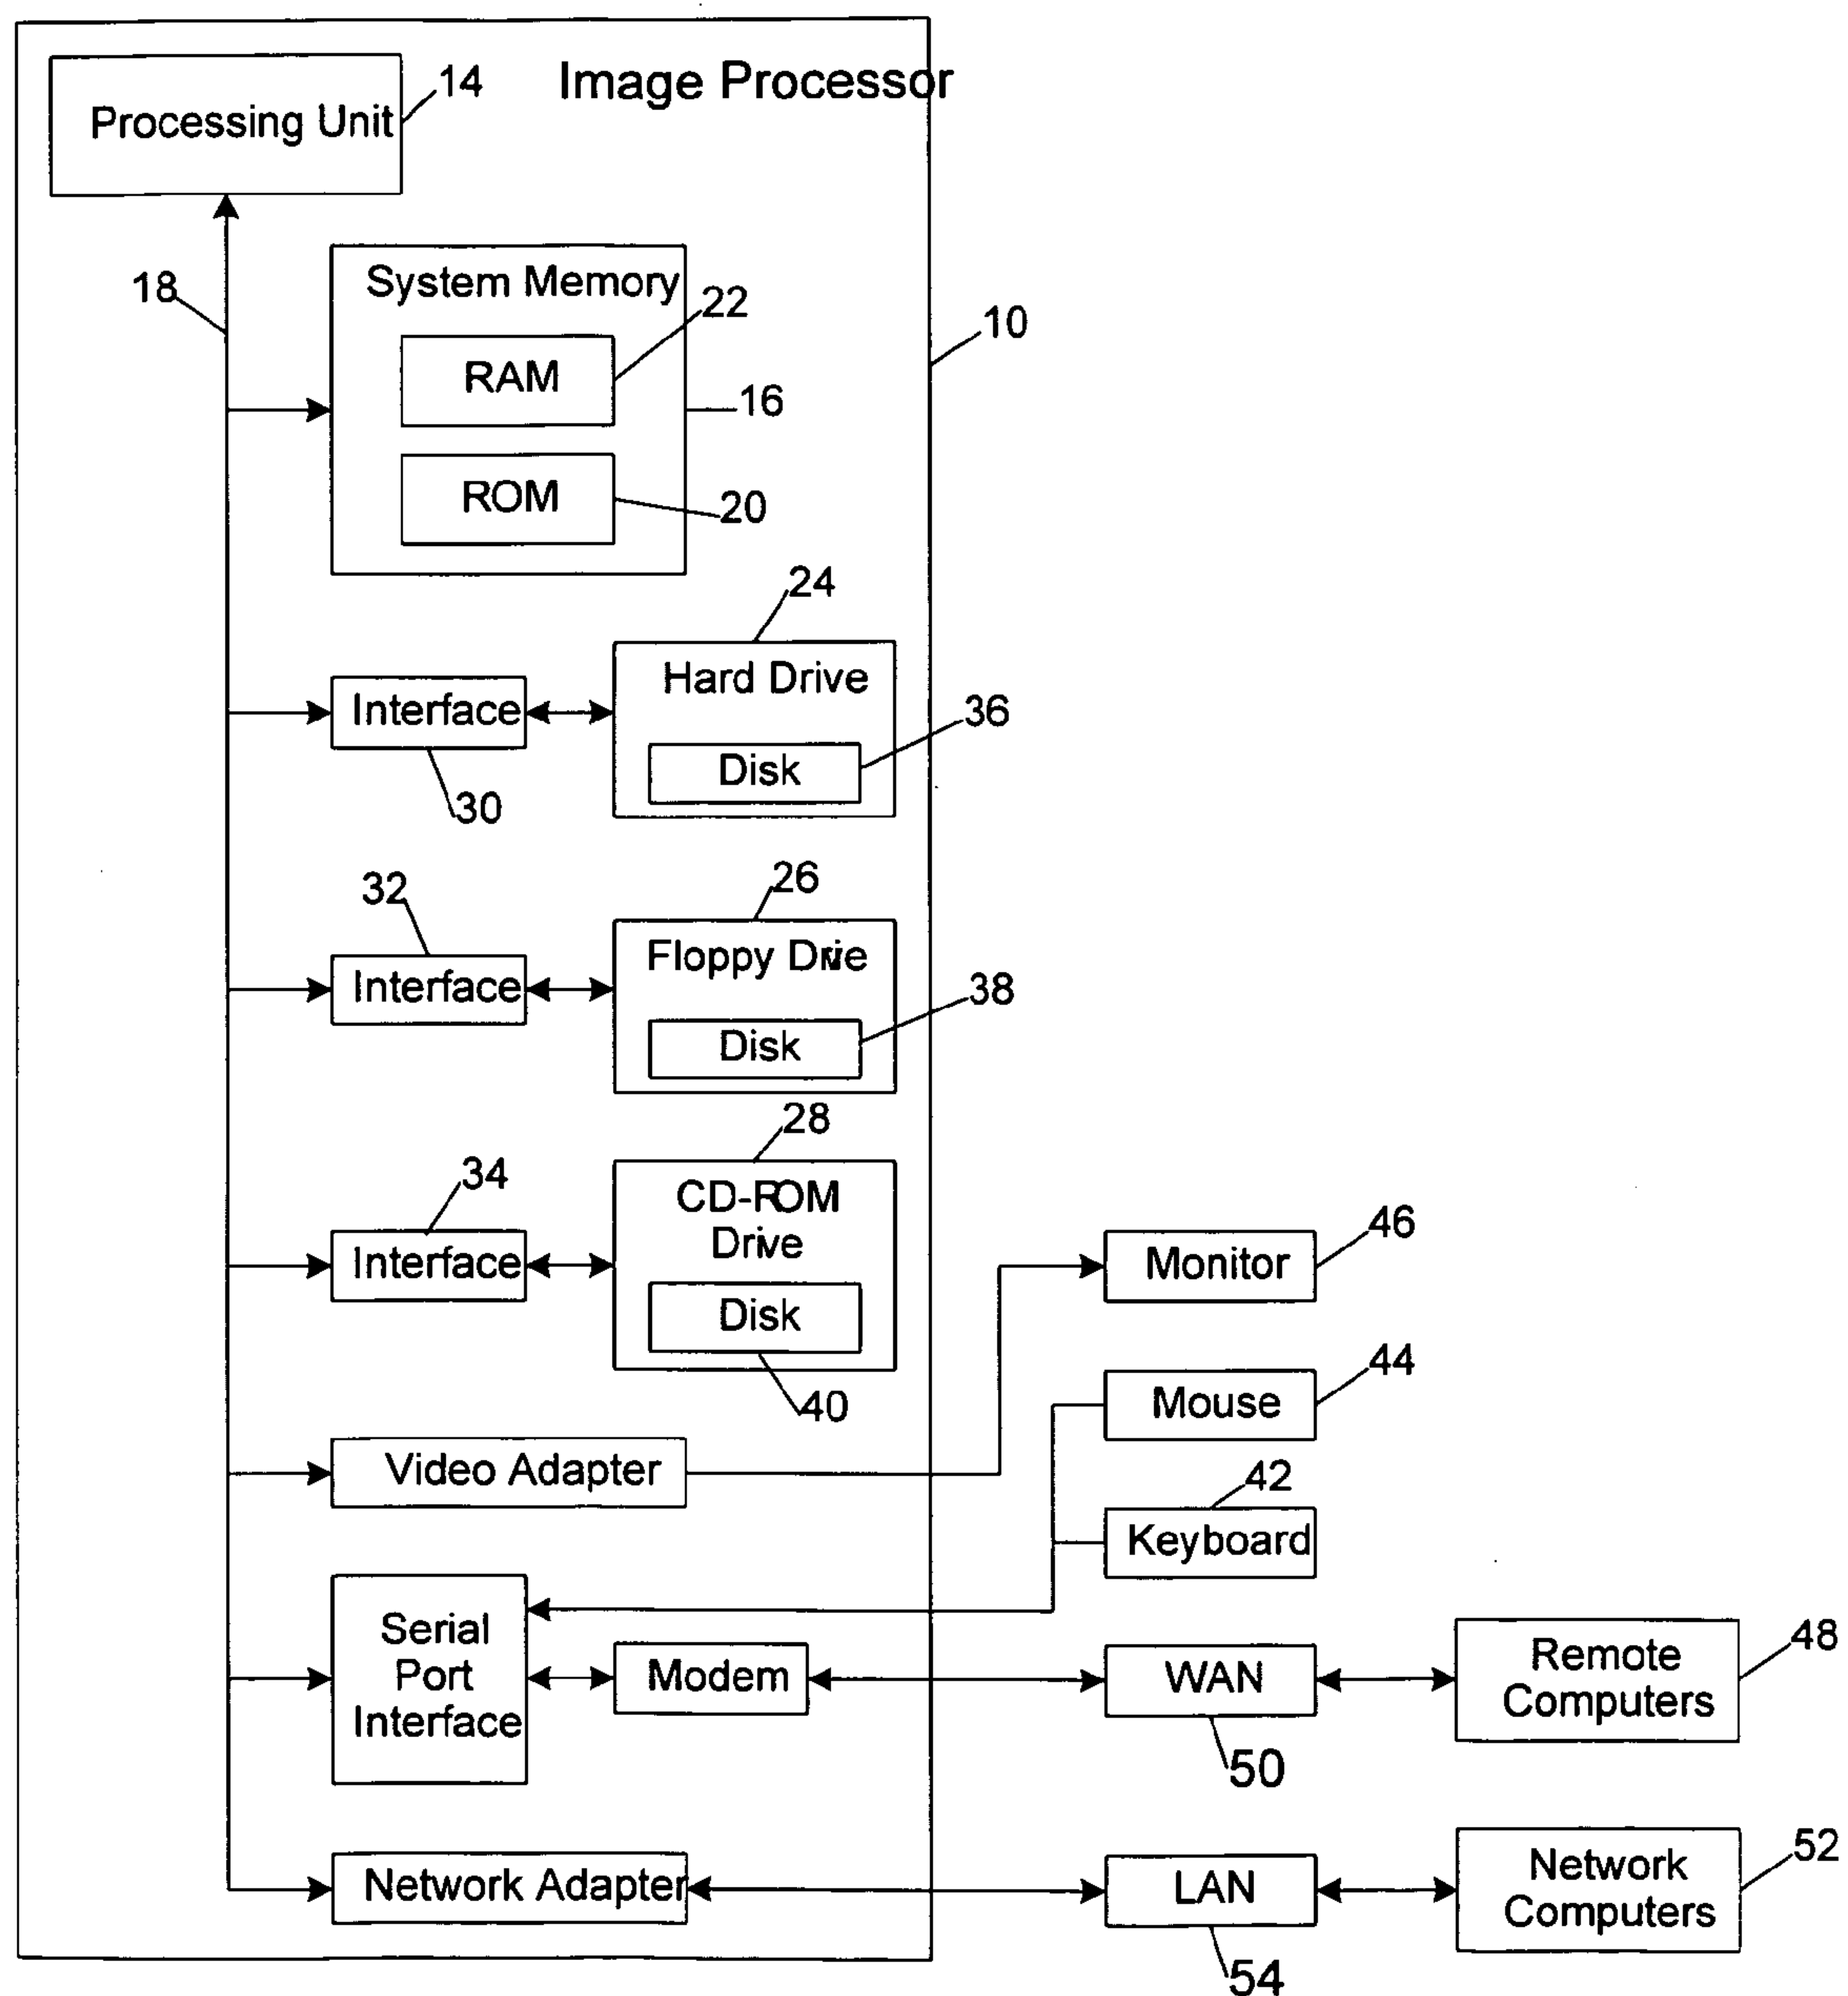 Image Processor
Processing Unit
14
18
System Memory
22
RAM
10
16
ROM
20
24
Hard Drive
Interface
36
Disk
30
26
32
Floppy Drive
Interface
38
Disk
28
34
CD-ROM
Drive
Interface
Disk
40
46
Monitor
44
Mouse
Video Adapter
42
Keyboard
Serial
Port
Interface
Modem
WAN
50
Remote
Computers
48
Network Adapter
LAN
54
Network
Computers
52